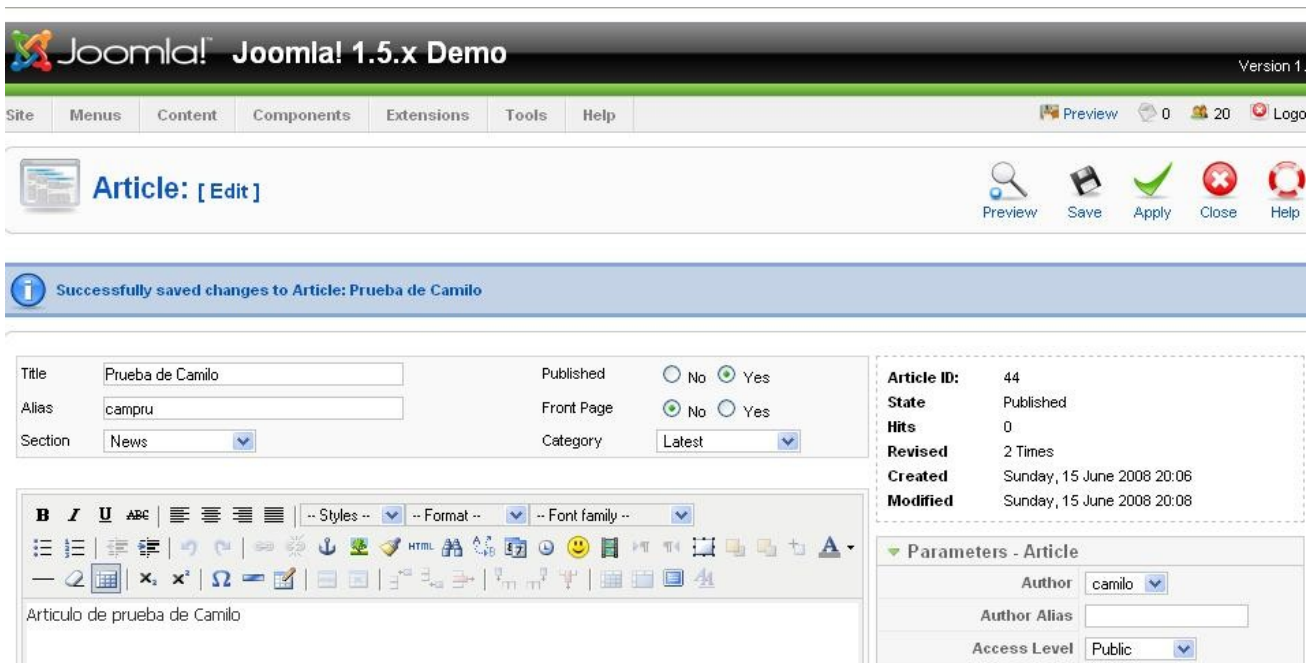 Joomla! Joomla! 1.5.x Demo
Version 1.
Site Menus Content Components Extensions Tools Help Preview 0 20 Logo
Article: [ Edit ]
Preview Save Apply Close Help
Successfully saved changes to Article: Prueba de Camilo
Title Prueba de Camilo Published No Yes
Alias campru Front Page No Yes
Section News Category Latest
Article ID: 44
State Published
Hits 0
Revised 2 Times
Created Sunday, 15 June 2008 20:06
Modified Sunday, 15 June 2008 20:08
B I U ABC -- Styles -- -- Format -- -- Font family --
HTML A
Articulo de prueba de Camilo
Parameters - Article
Author camilo
Author Alias
Access Level Public